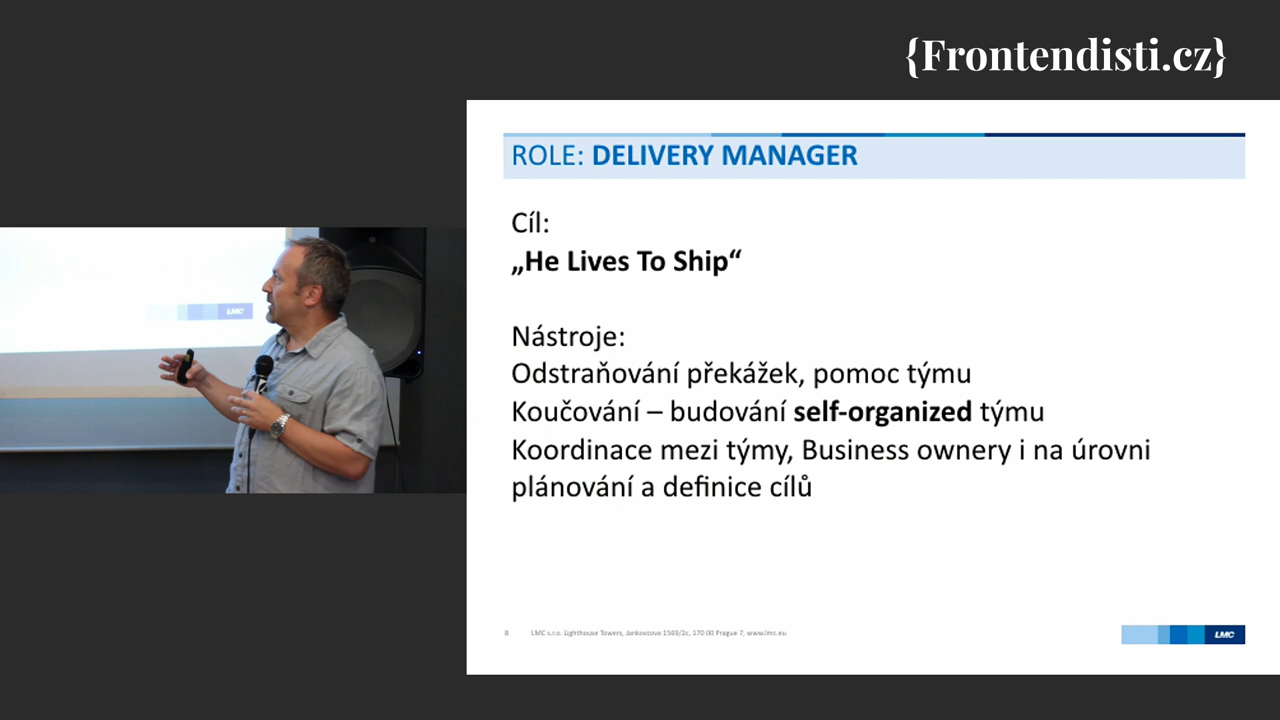 {Frontendisti.cz}
ROLE: DELIVERY MANAGER
Cíl:
„He Lives To Ship“
Nástroje:
Odstraňování překážek, pomoc týmu
Koučování – budování self-organized týmu
Koordinace mezi týmy, Business ownery i na úrovni
plánování a definice cílů
8 LMC s.r.o. Lighthouse Towers, Jankovcova 1569/2c, 170 00 Prague 7, www.lmc.eu
LMC
LMC